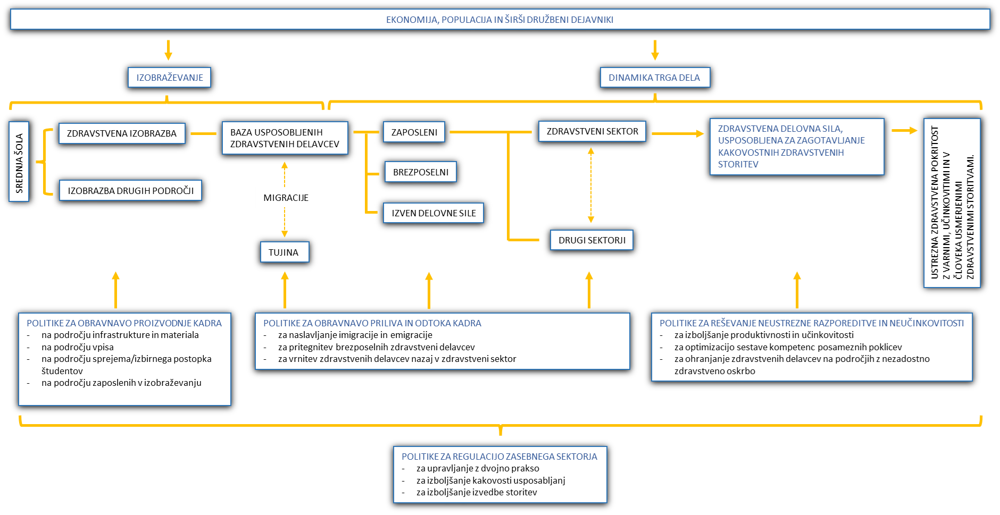 EKONOMIJA, POPULACIJA IN ŠIRŠI DRUŽBENI DEJAVNIKI
IZOBRAŽEVANJE
DINAMIKA TRGA DELA
SREDNJA ŠOLA
ZDRAVSTVENA IZOBRAZBA
IZOBRAZBA DRUGIH PODROČJI
BAZA USPOSOBLJENIH
ZDRAVSTVENIH DELAVCEV
MIGRACIJE
TUJINA
ZAPOSLENI
BREZPOSELNI
IZVEN DELOVNE SILE
ZDRAVSTVENI SEKTOR
DRUGI SEKTORJI
ZDRAVSTVENA DELOVNA SILA,
USPOSOBLJENA ZA ZAGOTAVLJANJE
KAKOVOSTNIH ZDRAVSTVENIH
STORITEV
USTREZNA ZDRAVSTVENA POKRITOST
Z VARNIMI, UČINKOVITIMI IN V
ČLOVEKA USMERJENIMI
ZDRAVSTVENIMI STORITVAMI.
POLITIKE ZA OBRAVNAVO PROIZVODNJE KADRA
- na področju infrastrukture in materiala
- na področju vpisa
- na področju sprejema/izbirnega postopka
študentov
- na področju zaposlenih v izobraževanju
POLITIKE ZA OBRAVNAVO PRILIVA IN ODTOKA KADRA
- za naslavljanje imigracije in emigracije
- za pritegnitev brezposelnih zdravstveni delavcev
- za vrnitev zdravstvenih delavcev nazaj v zdravstveni sektor
POLITIKE ZA REŠEVANJE NEUSTREZNE RAZPOREDITVE IN NEUČINKOVITOSTI
- za izboljšanje produktivnosti in učinkovitosti
- za optimizacijo sestave kompetenc posameznih poklicev
- za ohranjanje zdravstvenih delavcev na področjih z nezadostno
zdravstveno oskrbo
POLITIKE ZA REGULACIJO ZASEBNEGA SEKTORJA
- za upravljanje z dvojno prakso
- za izboljšanje kakovosti usposabljanj
- za izboljšanje izvedbe storitev